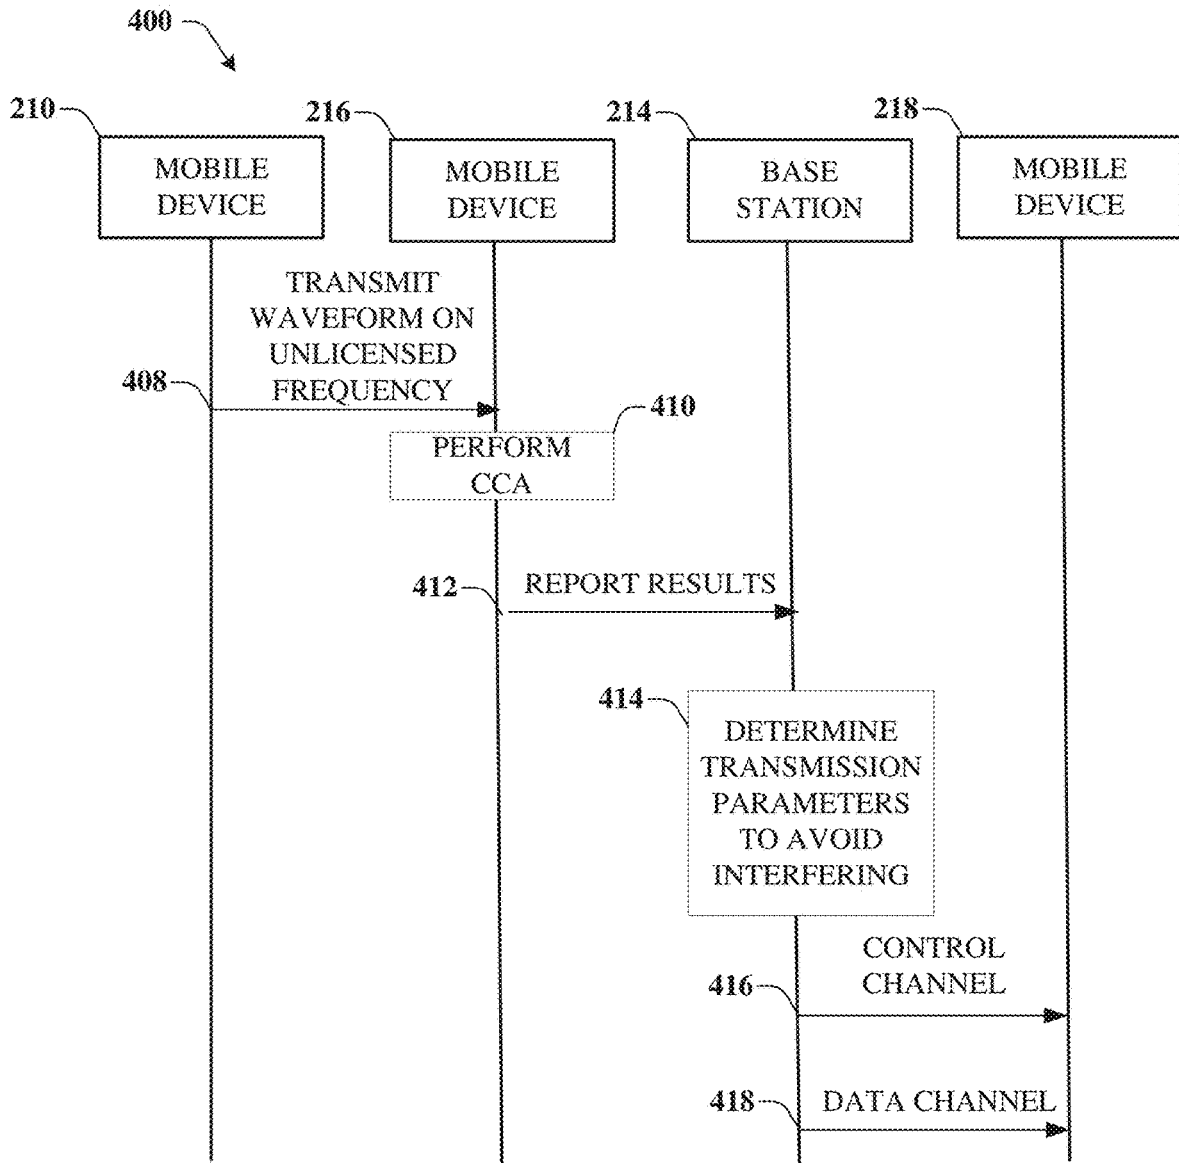 400
210
216
214
218
MOBILE
DEVICE
MOBILE
DEVICE
BASE
STATION
MOBILE
DEVICE
TRANSMIT
WAVEFORM ON
UNLICENSED
FREQUENCY
408
410
PERFORM
CCA
412
REPORT RESULTS
414
DETERMINE
TRANSMISSION
PARAMETERS
TO AVOID
INTERFERING
CONTROL
CHANNEL
416
418
DATA CHANNEL